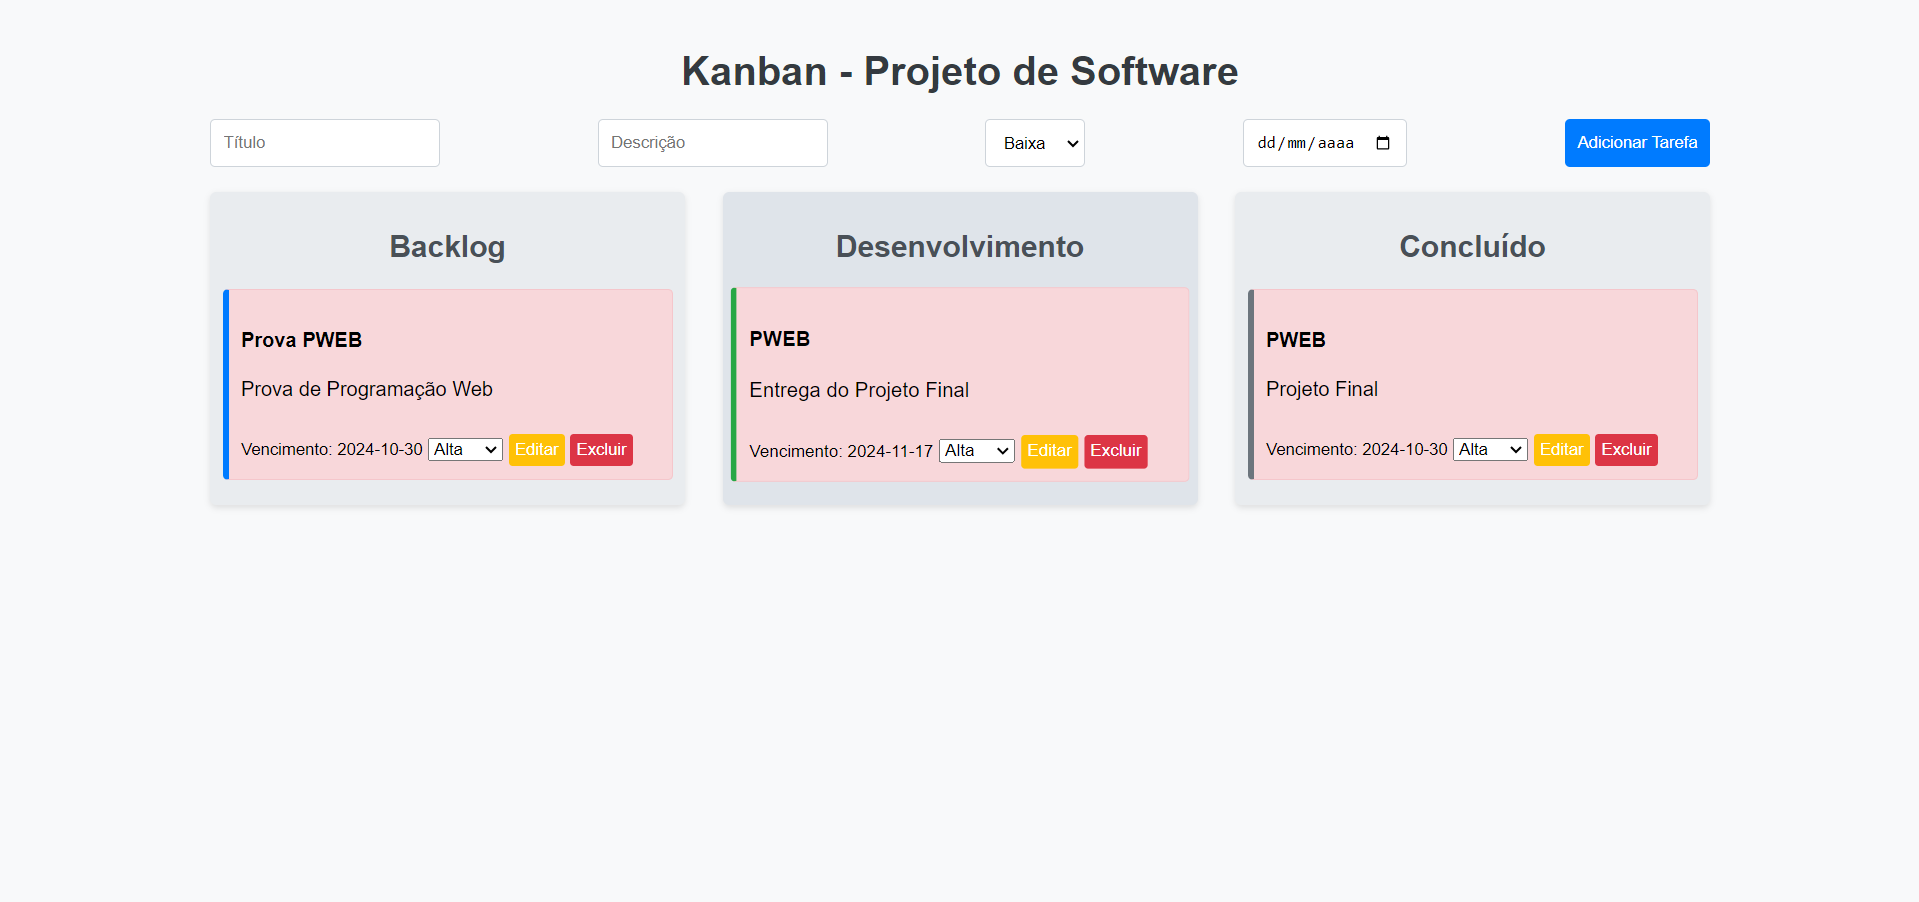 Kanban - Projeto de Software
Título Descrição Baixa dd/mm/aaaa Adicionar Tarefa
Backlog
Prova PWEB
Prova de Programação Web
Vencimento: 2024-10-30 Alta Editar Excluir
Desenvolvimento
PWEB
Entrega do Projeto Final
Vencimento: 2024-11-17 Alta Editar Excluir
Concluído
PWEB
Projeto Final
Vencimento: 2024-10-30 Alta Editar Excluir